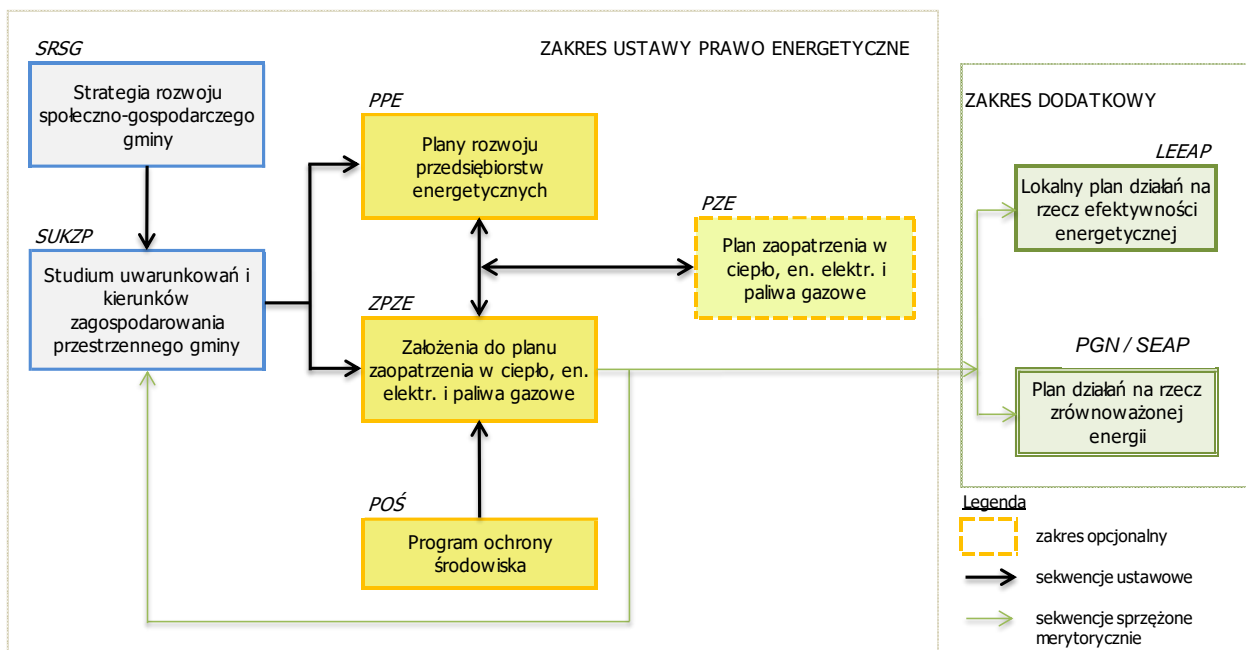 ZAKRES USTAWY PRAWO ENERGETYCZNE
SRSG
Strategia rozwoju
społeczno-gospodarczego
gminy
SUKZP
Studium uwarunkowań i
kierunków
zagospodarowania
przestrzennego gminy
PPE
Plany rozwoju
przedsiębiorstw
energetycznych
PZE
Plan zaopatrzenia w
ciepło, en. elektr. i
paliwa gazowe
ZPZE
Założenia do planu
zaopatrzenia w ciepło, en.
elektr. i paliwa gazowe
POŚ
Program ochrony
środowiska
ZAKRES DODATKOWY
LEEAP
Lokalny plan działań na
rzecz efektywności
energetycznej
PGN / SEAP
Plan działań na rzecz
zrównoważonej
energii
Legenda
zakres opcjonalny
sekwencje ustawowe
sekwencje sprzężone
merytorycznie